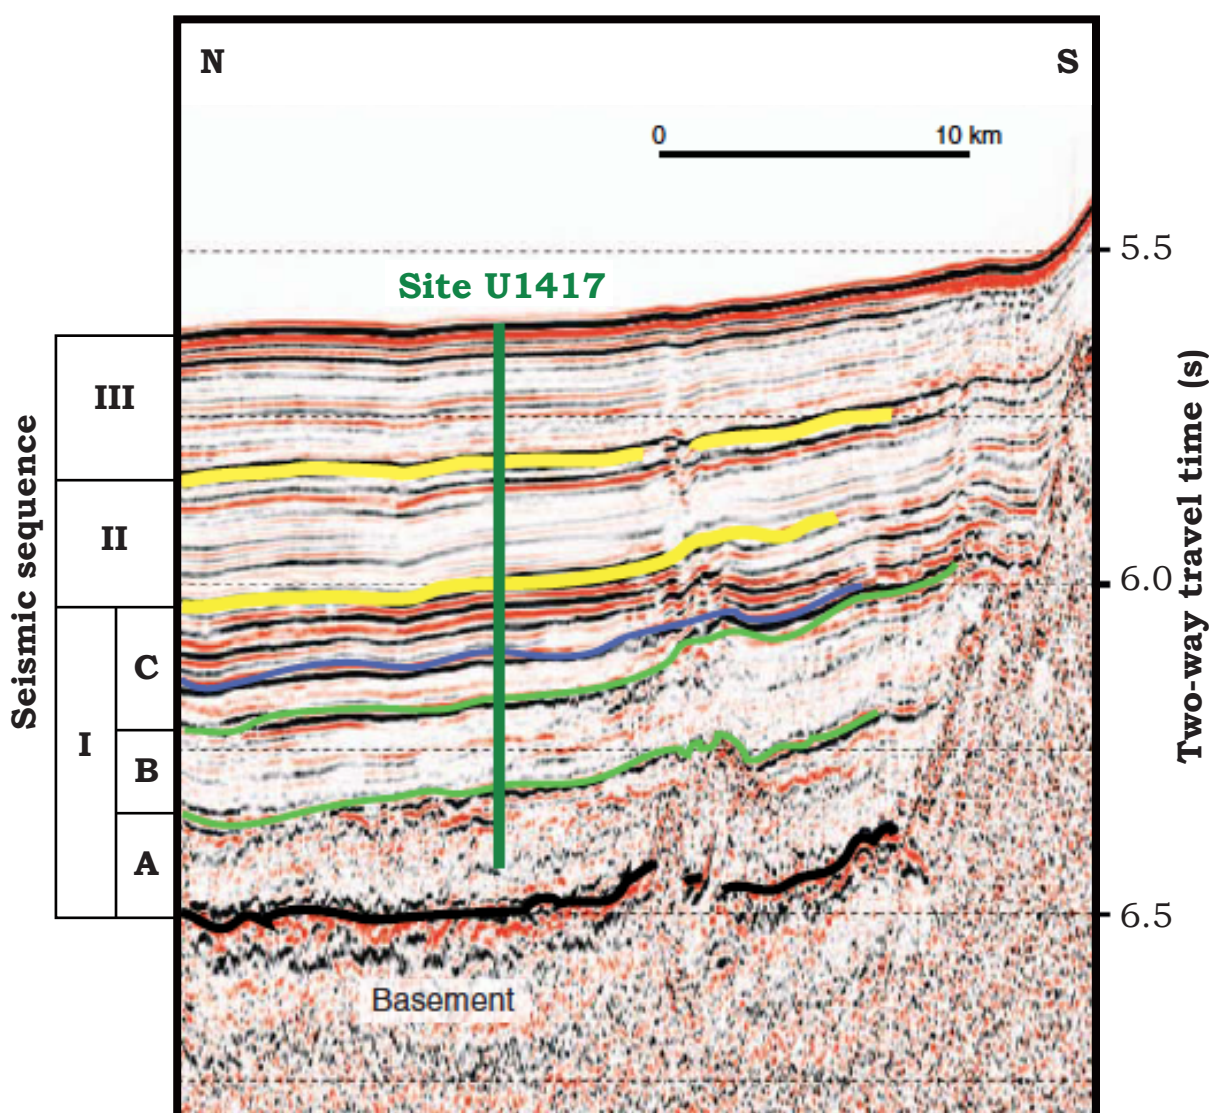 N
S
0
10 km
5.5
Site U1417
III
II
C
I
B
A
Seismic sequence
6.0
6.5
Two-way travel time (s)
Basement